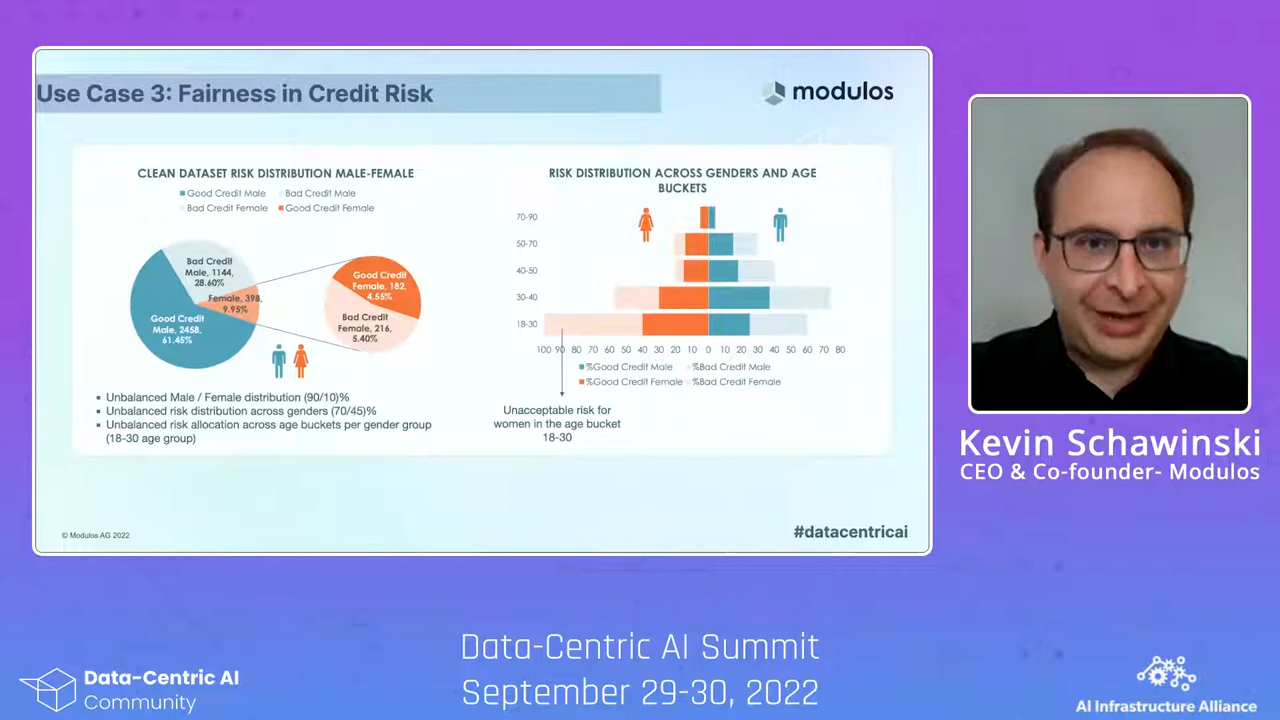 Use Case 3: Fairness in Credit Risk
modulos
CLEAN DATASET RISK DISTRIBUTION MALE-FEMALE
Good Credit Male Bad Credit Male
Bad Credit Female Good Credit Female
Bad Credit
Male, 1144,
28.60%
Female, 398,
9.95%
Good Credit
Male, 2458,
61.45%
Good Credit
Female, 182,
4.55%
Bad Credit
Female, 216,
5.40%
▪ Unbalanced Male / Female distribution (90/10)%
▪ Unbalanced risk distribution across genders (70/45)%
▪ Unbalanced risk allocation across age buckets per gender group
(18-30 age group)
RISK DISTRIBUTION ACROSS GENDERS AND AGE
BUCKETS
70-90
50-70
40-50
30-40
18-30
100 90 80 70 60 50 40 30 20 10 0 10 20 30 40 50 60 70 80
%Good Credit Male %Bad Credit Male
%Good Credit Female %Bad Credit Female
Unacceptable risk for
women in the age bucket
18-30
© Modulos AG 2022
#datacentricai
Kevin Schawinski
CEO & Co-founder- Modulos
Data-Centric AI Summit
September 29-30, 2022
Data-Centric AI
Community
AI Infrastructure Alliance